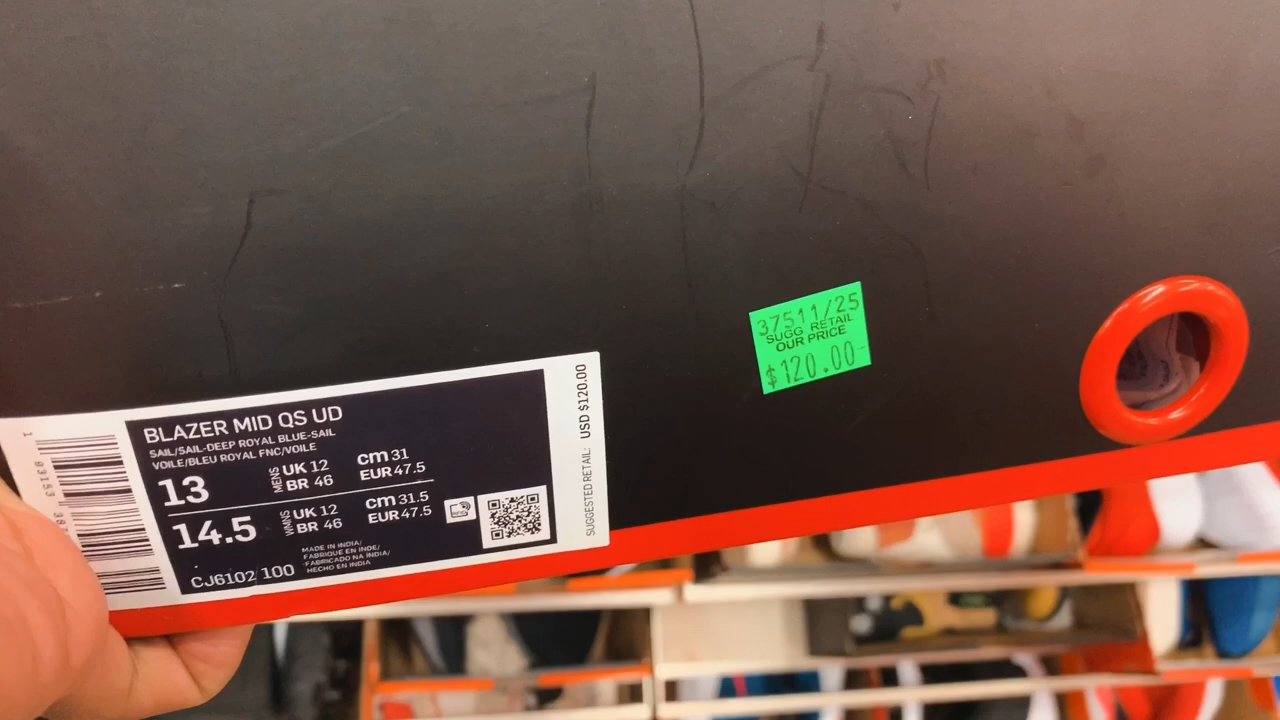 37511/25
SUGG RETAIL
OUR PRICE
$120.00
BLAZER MID QS UD
SAIL/SAIL-DEEP ROYAL BLUE-SAIL
VOILE/BLEU ROYAL FNC/VOILE
13
MENS
UK 12
BR 46
cm 31
EUR 47.5
14.5
WMNS
UK 12
BR 46
cm 31.5
EUR 47.5
MADE IN INDIA/
FABRIQUE EN INDE/
FABRICADO NA INDIA/
HECHO EN INDIA
CJ6102 100
SUGGESTED RETAIL: USD $120.00